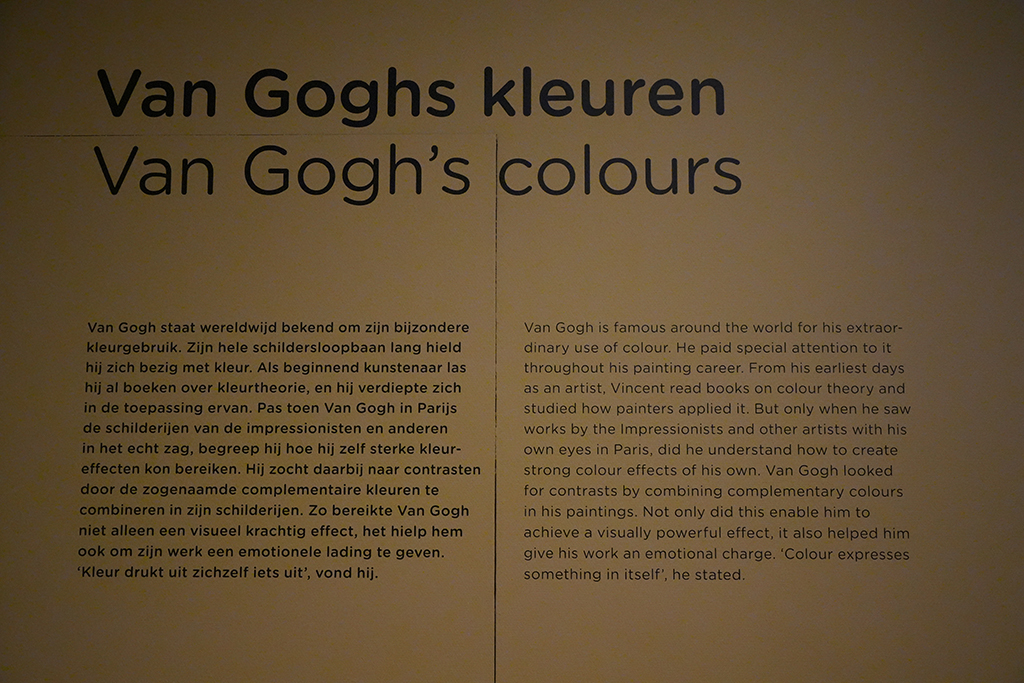 Van Goghs kleuren
Van Gogh's colours
Van Gogh staat wereldwijd bekend om zijn bijzondere
kleurgebruik. Zijn hele schildersloopbaan lang hield
hij zich bezig met kleur. Als beginnend kunstenaar las
hij al boeken over kleurtheorie, en hij verdiepte zich
in de toepassing ervan. Pas toen Van Gogh in Parijs
de schilderijen van de impressionisten en anderen
in het echt zag, begreep hij hoe hij zelf sterke kleur-
effecten kon bereiken. Hij zocht daarbij naar contrasten
door de zogenaamde complementaire kleuren te
combineren in zijn schilderijen. Zo bereikte Van Gogh
niet alleen een visueel krachtig effect, het hielp hem
ook om zijn werk een emotionele lading te geven.
'Kleur drukt uit zichzelf iets uit', vond hij.
Van Gogh is famous around the world for his extraor-
dinary use of colour. He paid special attention to it
throughout his painting career. From his earliest days
as an artist, Vincent read books on colour theory and
studied how painters applied it. But only when he saw
works by the Impressionists and other artists with his
own eyes in Paris, did he understand how to create
strong colour effects of his own. Van Gogh looked
for contrasts by combining complementary colours
in his paintings. Not only did this enable him to
achieve a visually powerful effect, it also helped him
give his work an emotional charge. 'Colour expresses
something in itself', he stated.